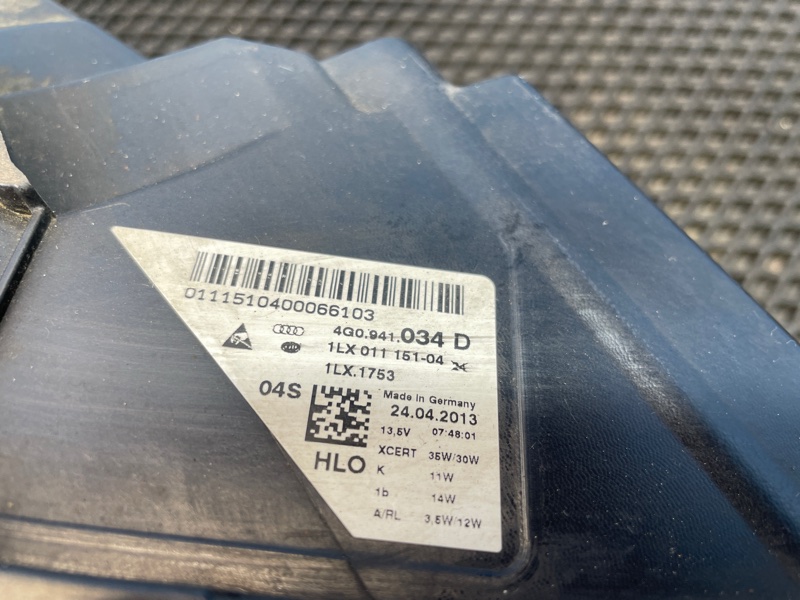 0111510400066103
4G0.941.034 D
1LX 011 151-04
1LX.1753
04S
Made in Germany
24.04.2013
13,5V 07:48:01
HLO
XCERT 35W/30W
K 11W
1b 14W
A/RL 3,5W/12W